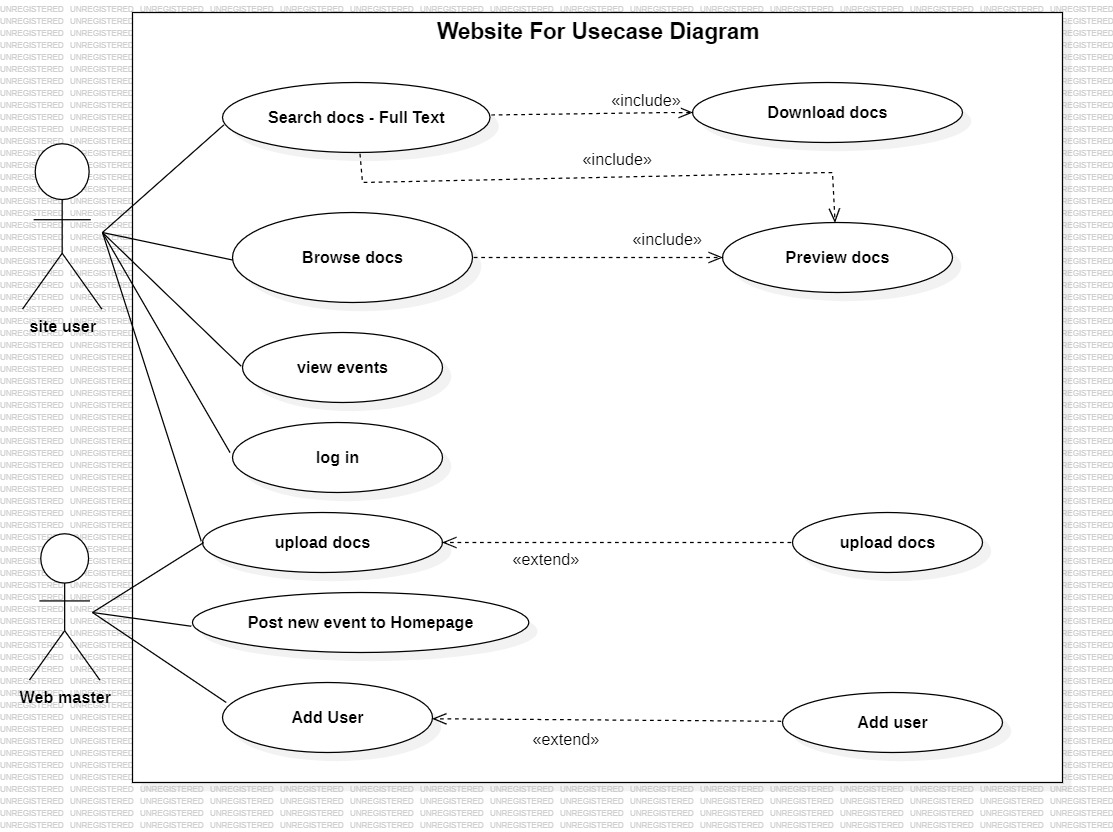 Website For Usecase Diagram
Search docs - Full Text
«include»
Download docs
«include»
Browse docs
«include»
Preview docs
site user
view events
log in
upload docs
«extend»
upload docs
Post new event to Homepage
Web master
Add User
«extend»
Add user
UNREGISTERED